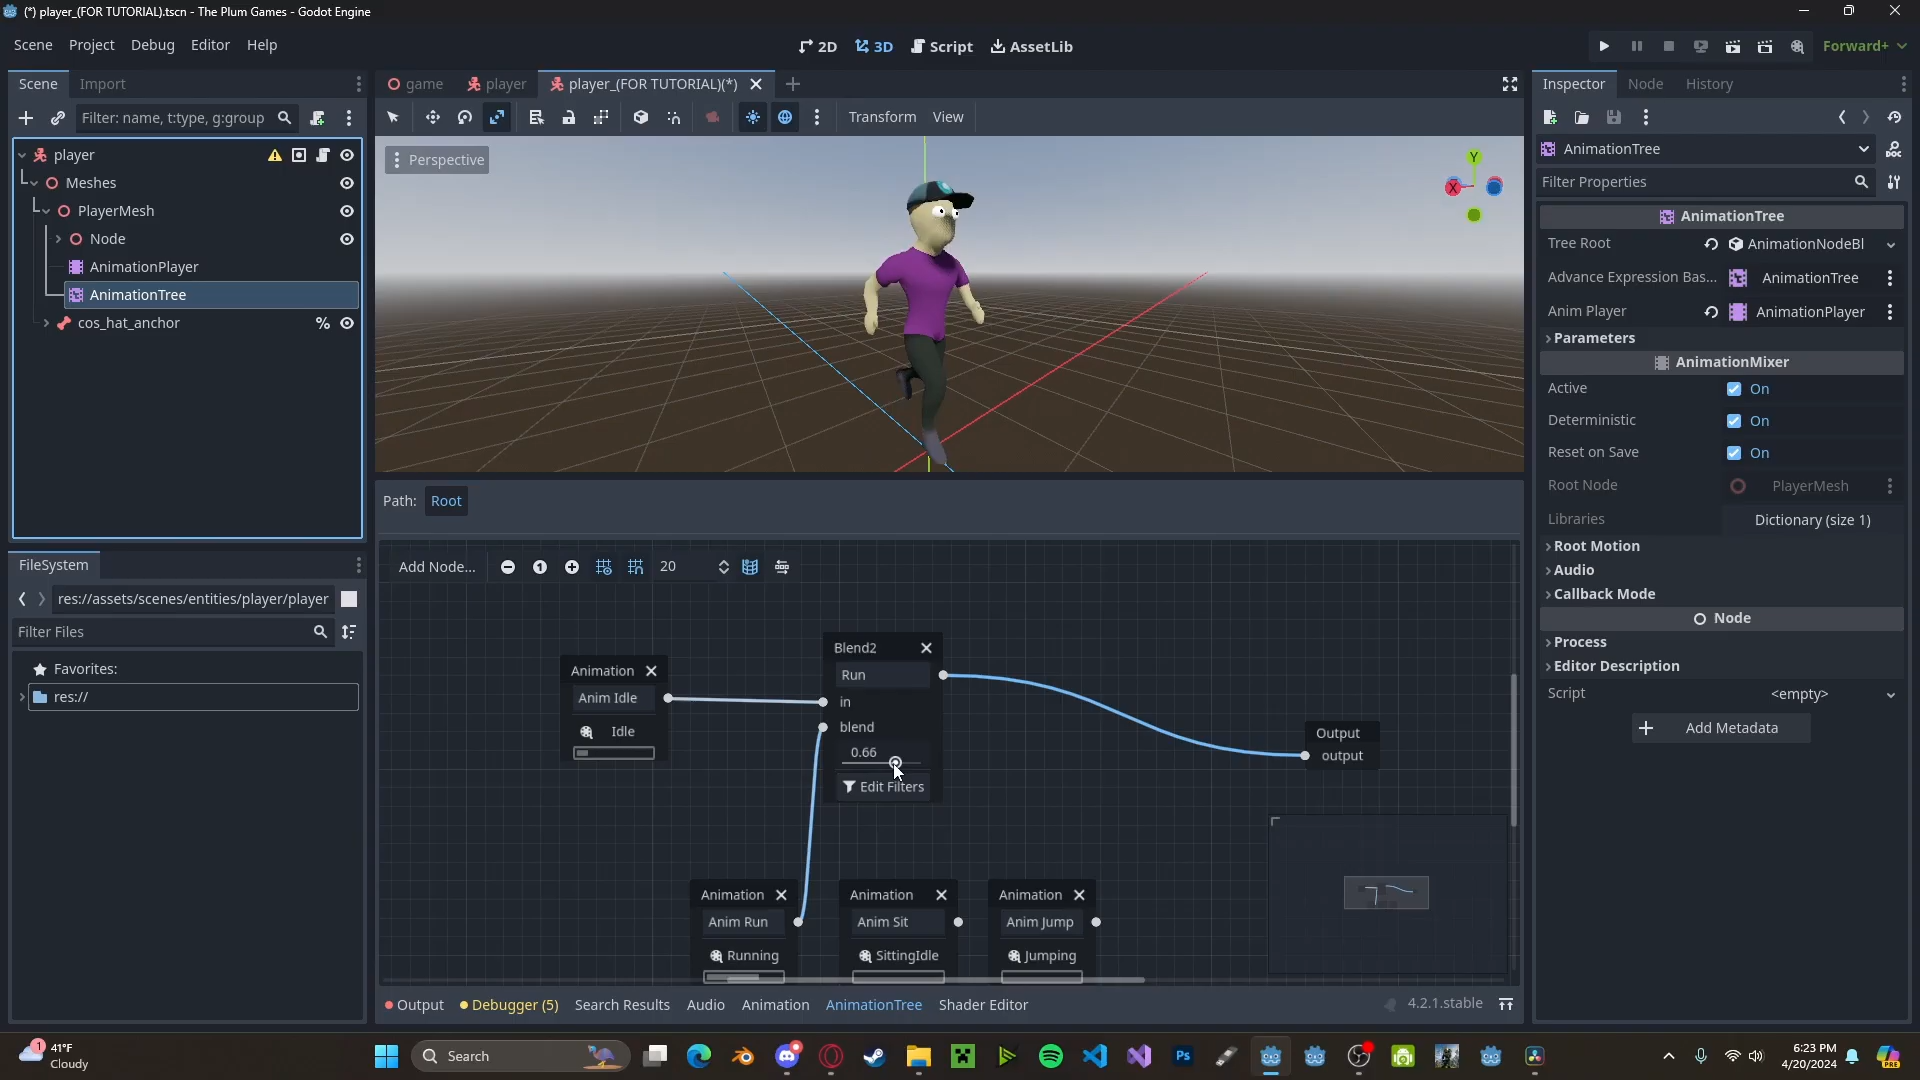 (*) player_(FOR TUTORIAL).tscn - The Plum Games - Godot Engine
Scene Project Debug Editor Help
2D 3D Script AssetLib
Forward+
Scene Import
game player player_(FOR TUTORIAL)(*)
Inspector Node History
Filter: name, t:type, g:group
Transform View
player
Meshes
PlayerMesh
Node
AnimationPlayer
AnimationTree
cos_hat_anchor
%
Perspective
Y
X
AnimationTree
Filter Properties
AnimationTree
Tree Root AnimationNodeBl
Advance Expression Bas... AnimationTree
Anim Player AnimationPlayer
Parameters
AnimationMixer
Active On
Deterministic On
Reset on Save On
Root Node PlayerMesh
Libraries Dictionary (size 1)
Root Motion
Audio
Callback Mode
Node
Process
Editor Description
Script <empty>
Add Metadata
FileSystem
res://assets/scenes/entities/player/player
Filter Files
Favorites:
res://
Path: Root
Add Node... 1 20
Animation
Anim Idle
Idle
Blend2
Run
in
blend
0.66
Edit Filters
Output
output
Animation
Anim Run
Running
Animation
Anim Sit
SittingIdle
Animation
Anim Jump
Jumping
Output Debugger (5) Search Results Audio Animation AnimationTree Shader Editor
4.2.1.stable
1
41°F
Cloudy
Search
Ps
6:23 PM
4/20/2024
PRE